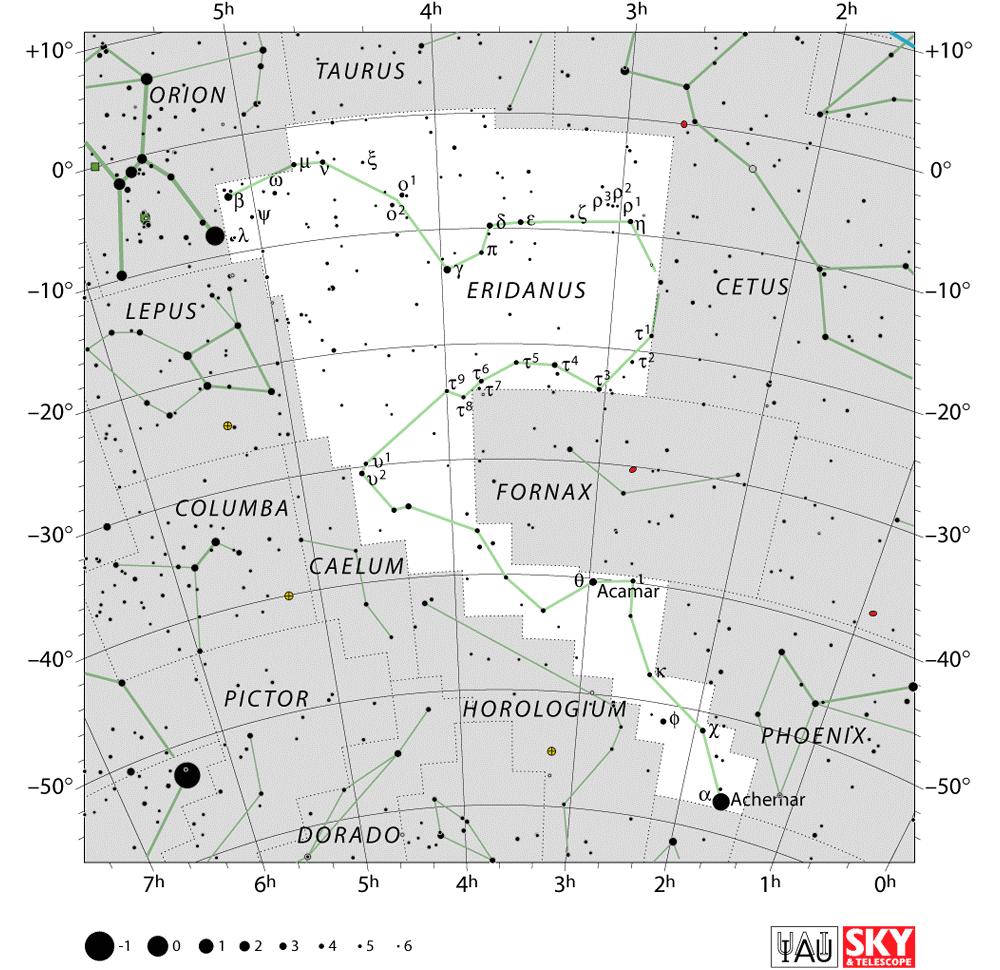 5h 4h 3h 2h
+10° +10°
TAURUS
ORION
0° 0°
μ ν ξ
ω
β
ψ
λ
ο¹
ο²
ρ³ ρ² ρ¹
δ ε ζ η
π
γ
–10° –10°
ERIDANUS
CETUS
LEPUS
τ¹
τ²
τ⁵ τ⁴
τ⁶
τ⁹ τ⁷ τ³
τ⁸
–20° –20°
υ¹
υ²
FORNAX
COLUMBA
–30° –30°
CAELUM
θ ι
Acamar
–40° –40°
κ
PICTOR
HOROLOGIUM
φ
χ
PHOENIX
–50° –50°
α Achernar
DORADO
7h 6h 5h 4h 3h 2h 1h 0h
-1 0 1 2 3 4 5 6
IAU
SKY
& TELESCOPE